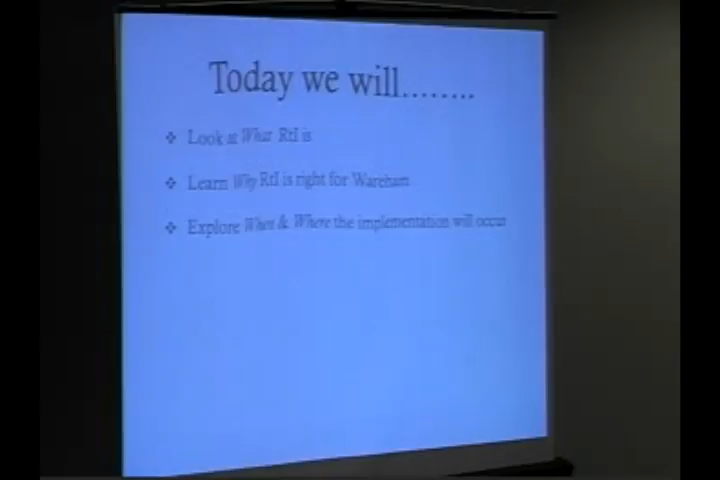 Today we will........
❖ Look at What RtI is
❖ Learn Why RtI is right for Wareham
❖ Explore When & Where the implementation will occur